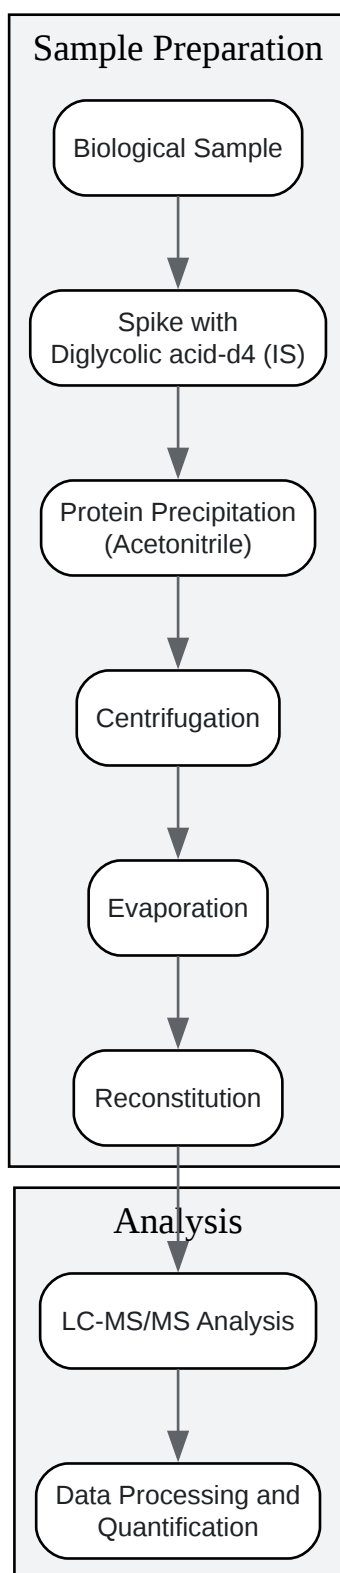 Sample Preparation
Biological Sample
Spike with
Diglycolic acid-d4 (IS)
Protein Precipitation
(Acetonitrile)
Centrifugation
Evaporation
Reconstitution
Analysis
LC-MS/MS Analysis
Data Processing and
Quantification